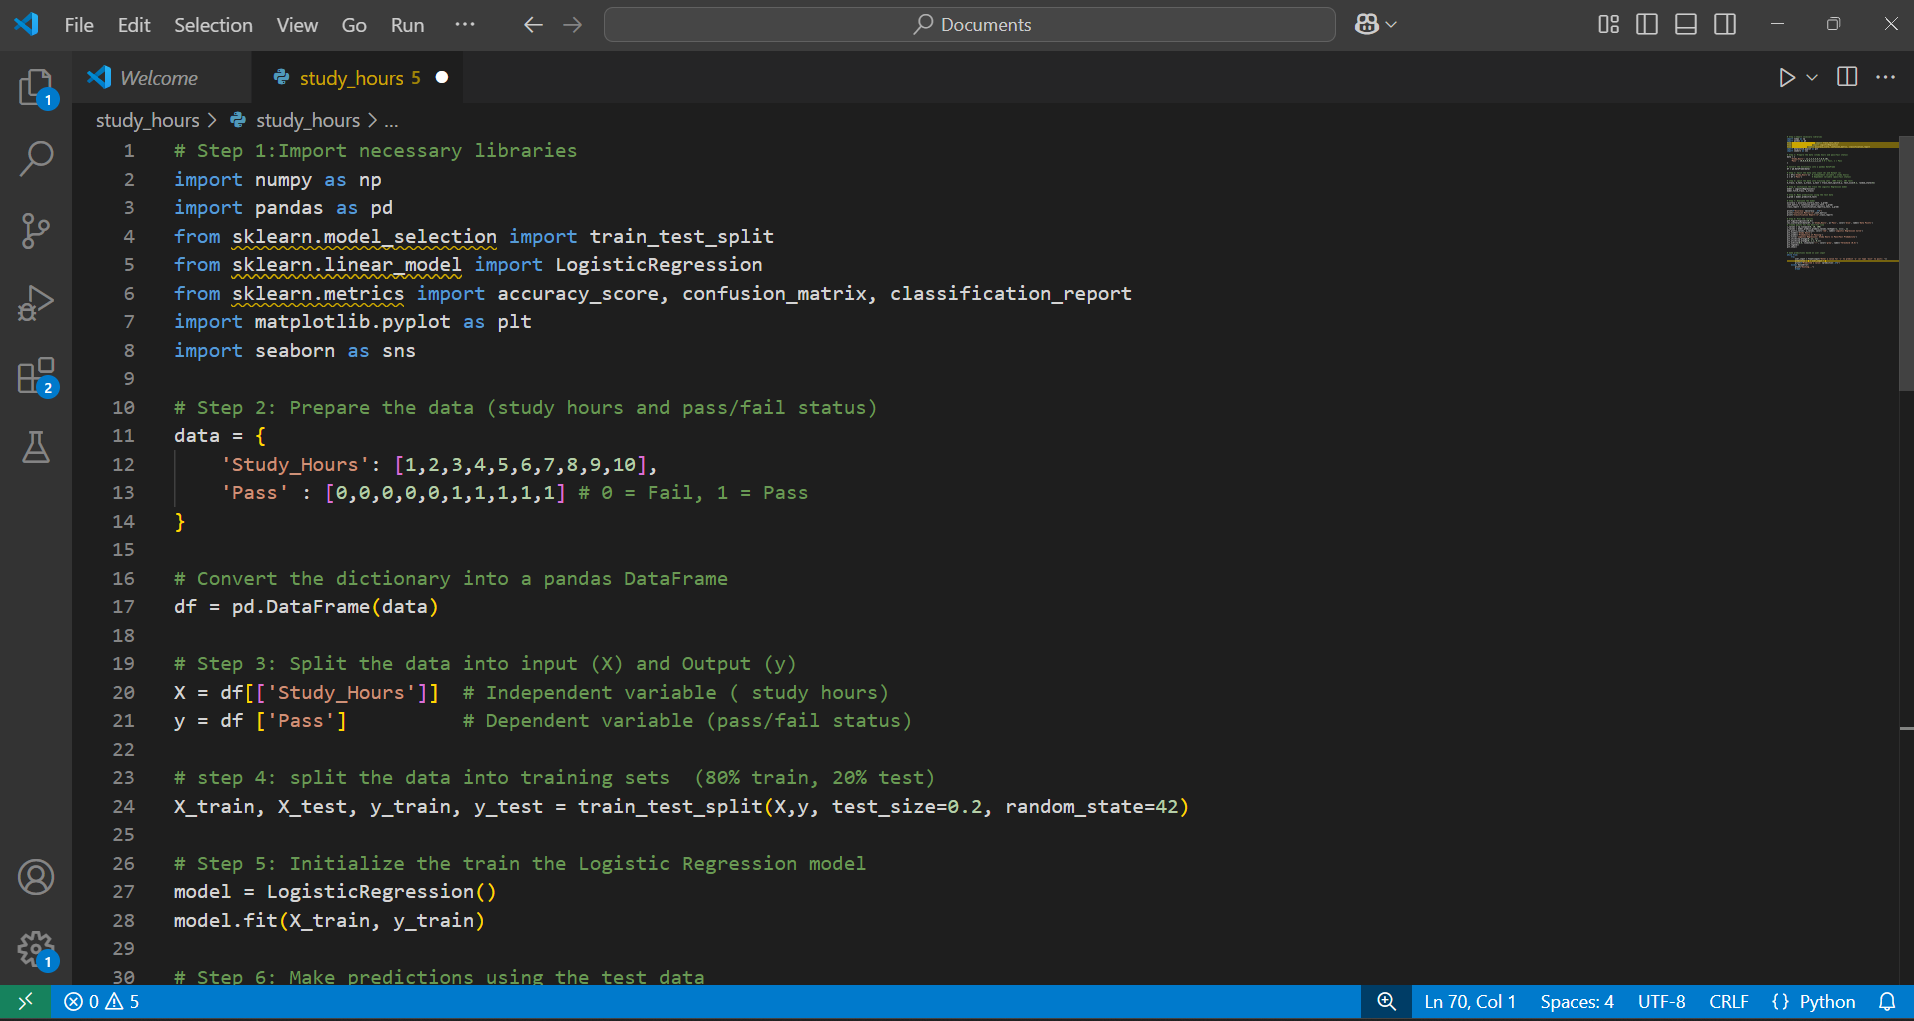 File Edit Selection View Go Run ... Documents
Welcome study_hours 5
study_hours > study_hours > ...
1 # Step 1:Import necessary libraries
2 import numpy as np
3 import pandas as pd
4 from sklearn.model_selection import train_test_split
5 from sklearn.linear_model import LogisticRegression
6 from sklearn.metrics import accuracy_score, confusion_matrix, classification_report
7 import matplotlib.pyplot as plt
8 import seaborn as sns
9
10 # Step 2: Prepare the data (study hours and pass/fail status)
11 data = {
12     'Study_Hours': [1,2,3,4,5,6,7,8,9,10],
13     'Pass' : [0,0,0,0,0,1,1,1,1,1] # 0 = Fail, 1 = Pass
14 }
15
16 # Convert the dictionary into a pandas DataFrame
17 df = pd.DataFrame(data)
18
19 # Step 3: Split the data into input (X) and Output (y)
20 X = df[['Study_Hours']]  # Independent variable ( study hours)
21 y = df ['Pass']          # Dependent variable (pass/fail status)
22
23 # step 4: split the data into training sets  (80% train, 20% test)
24 X_train, X_test, y_train, y_test = train_test_split(X,y, test_size=0.2, random_state=42)
25
26 # Step 5: Initialize the train the Logistic Regression model
27 model = LogisticRegression()
28 model.fit(X_train, y_train)
29
30 # Step 6: Make predictions using the test data
1
2
1
0 5 Ln 70, Col 1 Spaces: 4 UTF-8 CRLF {} Python